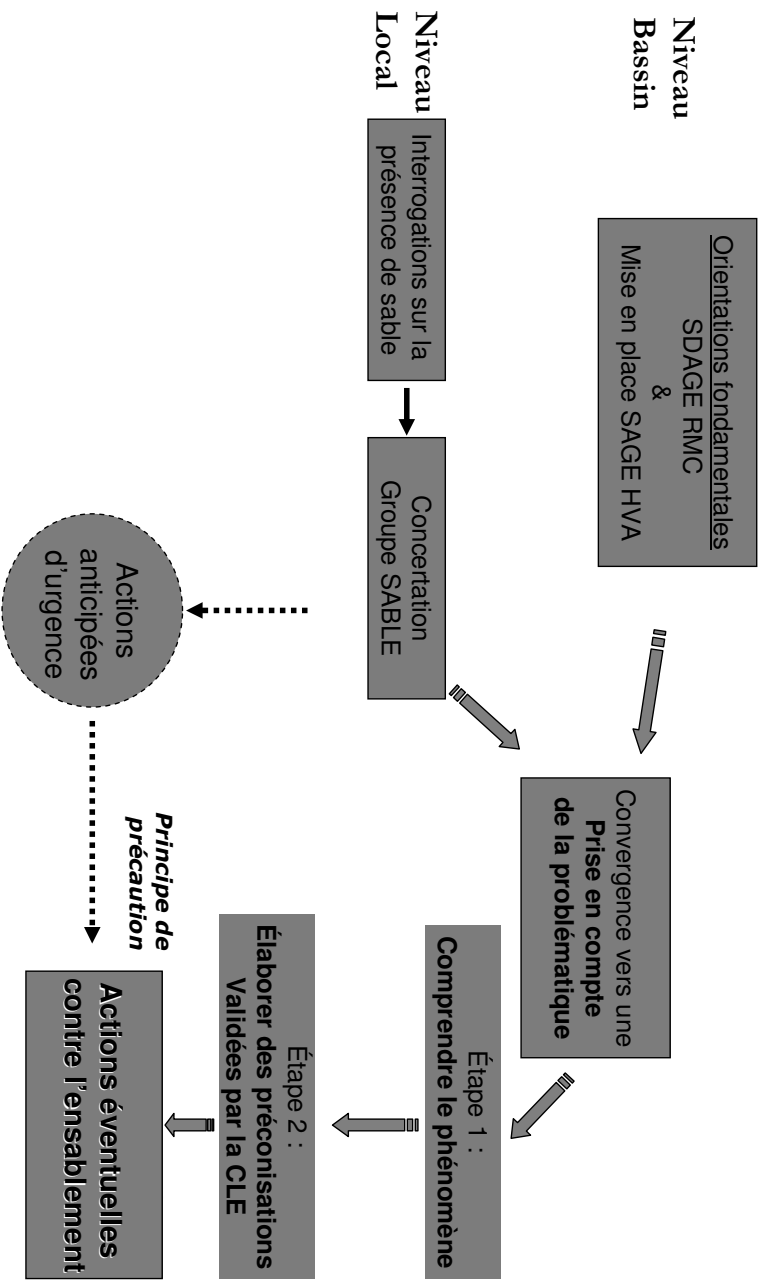 Niveau
Bassin
Orientations fondamentales
SDAGE RMC
&
Mise en place SAGE HVA
Niveau
Local
Interrogations sur la
présence de sable
Concertation
Groupe SABLE
Convergence vers une
Prise en compte
de la problématique
Étape 1 :
Comprendre le phénomène
Étape 2 :
Élaborer des préconisations
Validées par la CLE
Actions
anticipées
d'urgence
Principe de
précaution
Actions éventuelles
contre l'ensablement